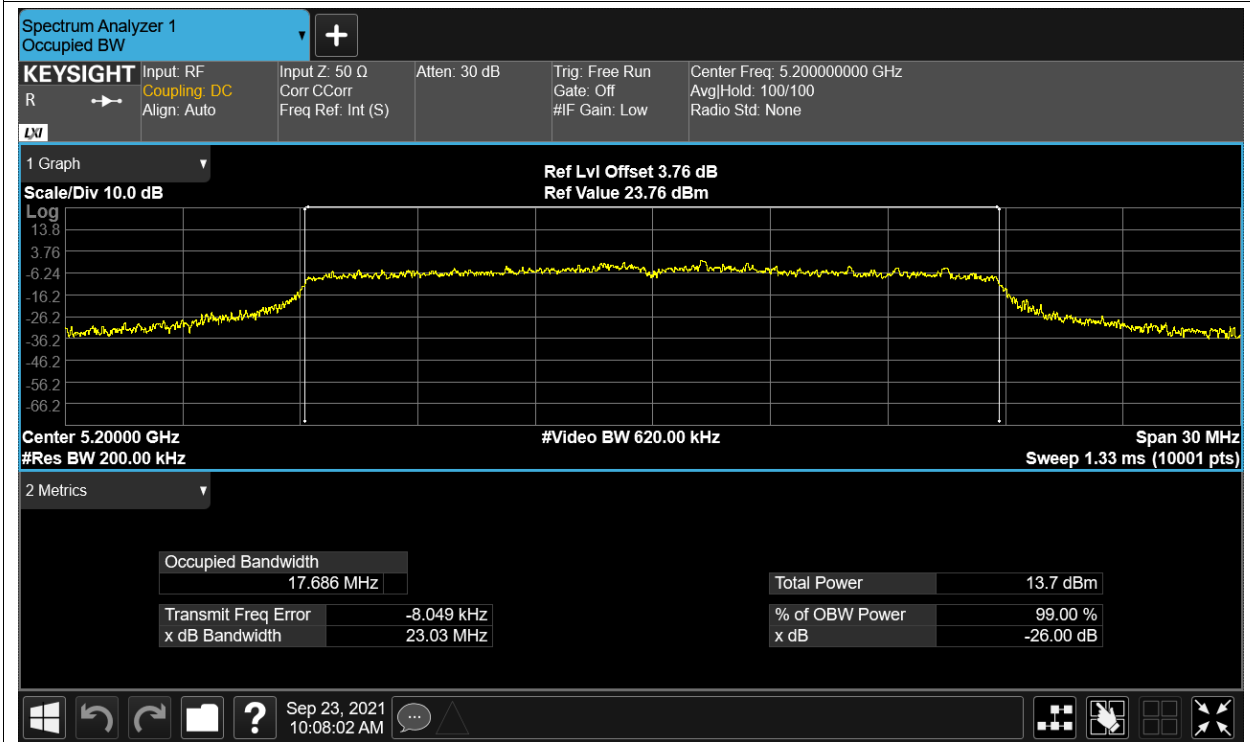 Spectrum Analyzer 1
Occupied BW
KEYSIGHT
R
LXI
Input: RF
Coupling: DC
Align: Auto
Input Z: 50 Ω
Corr CCorr
Freq Ref: Int (S)
Atten: 30 dB
Trig: Free Run
Gate: Off
#IF Gain: Low
Center Freq: 5.200000000 GHz
Avg|Hold: 100/100
Radio Std: None
1 Graph
Scale/Div 10.0 dB
Ref Lvl Offset 3.76 dB
Ref Value 23.76 dBm
Log
13.8
3.76
-6.24
-16.2
-26.2
-36.2
-46.2
-56.2
-66.2
Center 5.20000 GHz
#Res BW 200.00 kHz
#Video BW 620.00 kHz
Span 30 MHz
Sweep 1.33 ms (10001 pts)
2 Metrics
Occupied Bandwidth
17.686 MHz
Transmit Freq Error -8.049 kHz
x dB Bandwidth 23.03 MHz
Total Power 13.7 dBm
% of OBW Power 99.00 %
x dB -26.00 dB
?
Sep 23, 2021
10:08:02 AM